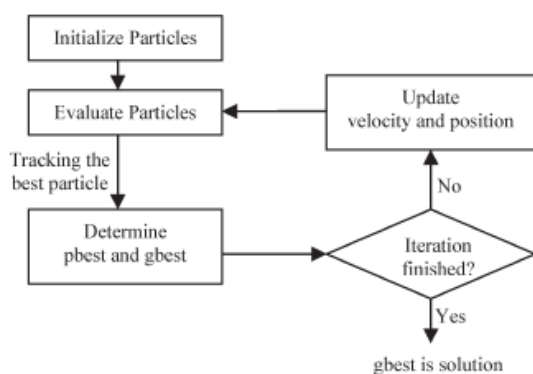 Initialize Particles
Evaluate Particles
Tracking the
best particle
Determine
pbest and gbest
Iteration
finished?
No
Update
velocity and position
Yes
gbest is solution